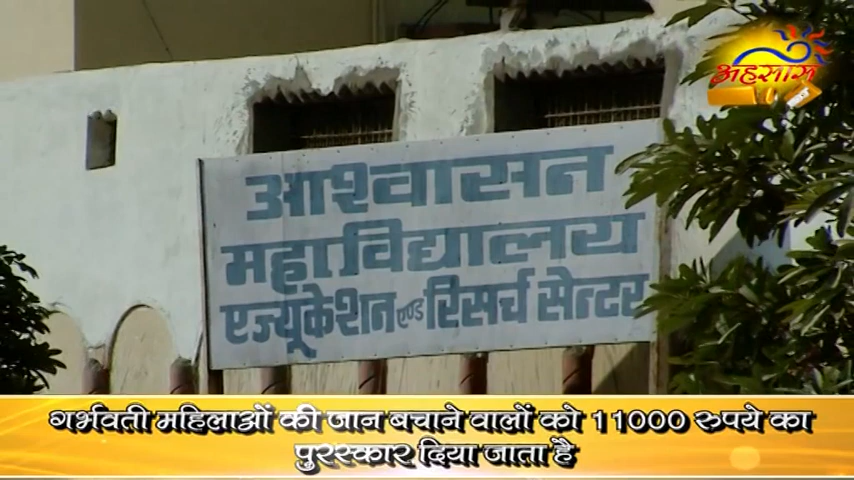 अहसास
आश्वासन
महाविद्यालय
एज्यूकेशन एण्ड रिसर्च सेन्टर
गर्भवती महिलाओं की जान बचाने वालों को 11000 रुपये का
पुरस्कार दिया जाता है